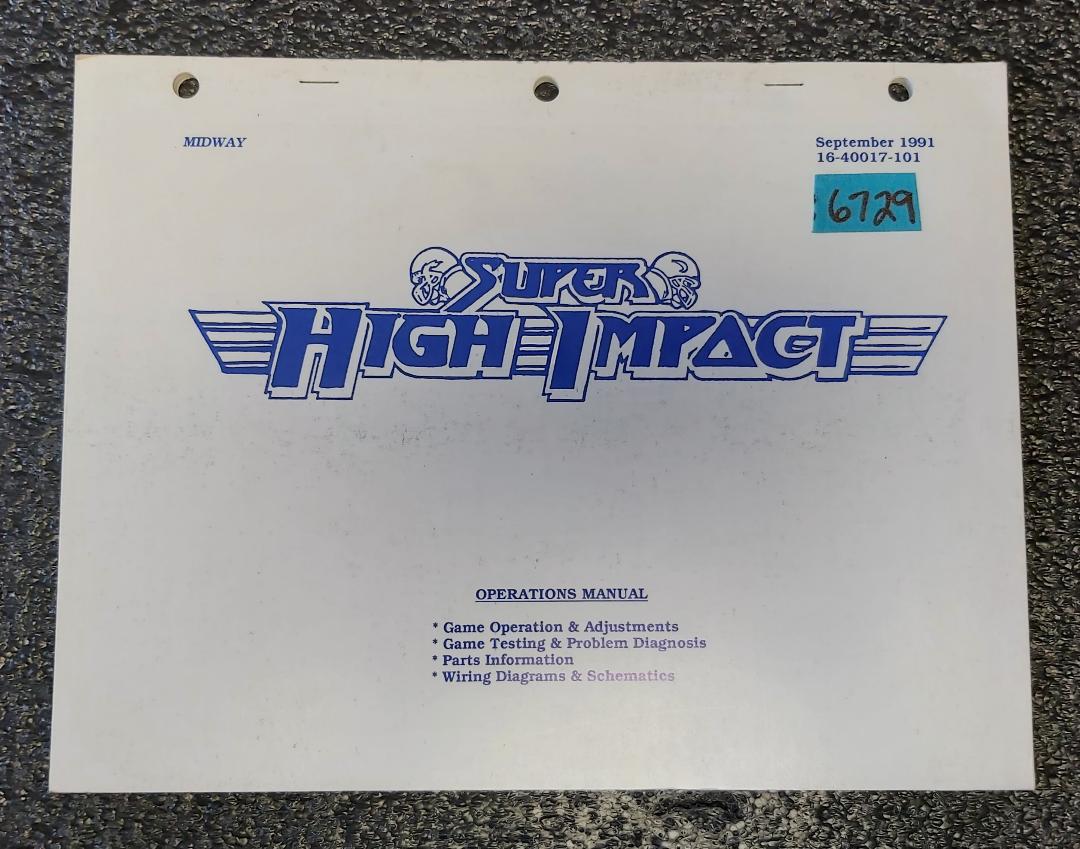 MIDWAY
September 1991
16-40017-101
6729
SUPER
HIGH IMPACT
OPERATIONS MANUAL
* Game Operation & Adjustments
* Game Testing & Problem Diagnosis
* Parts Information
* Wiring Diagrams & Schematics